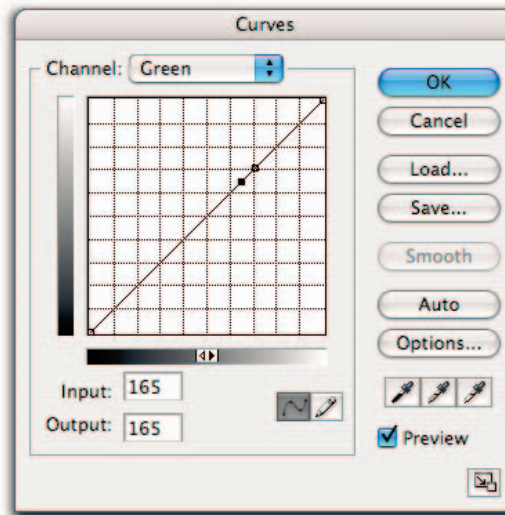 Curves
Channel: Green
OK
Cancel
Load...
Save...
Smooth
Auto
Options...
Input: 165
Output: 165
Preview